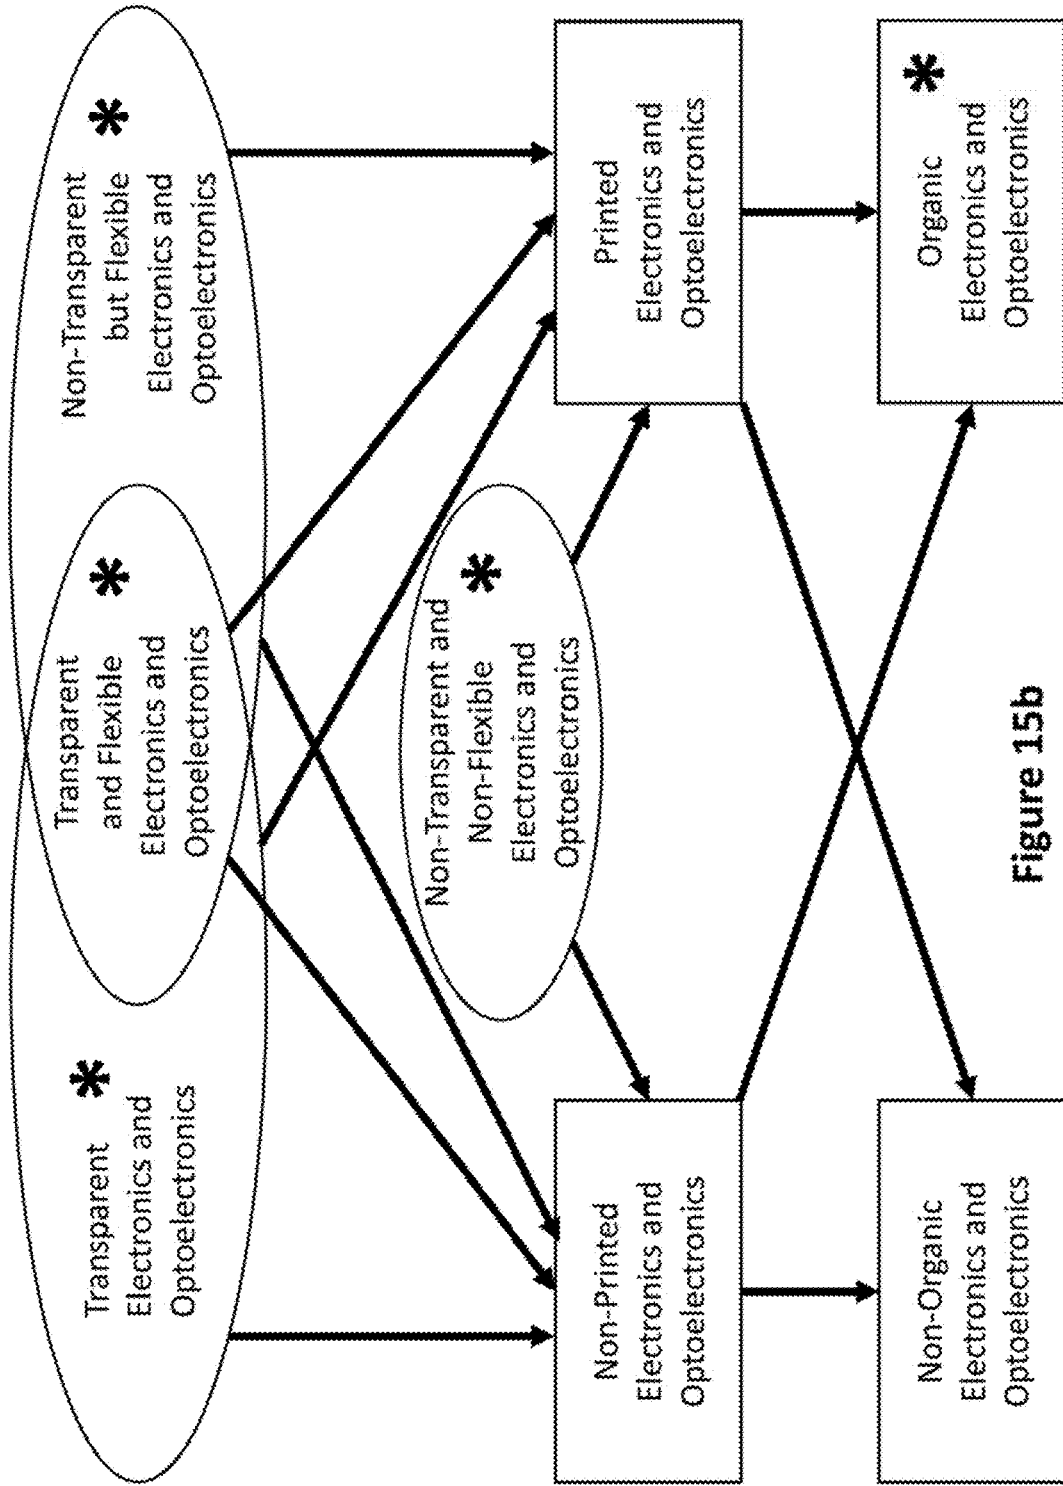 Transparent *
Electronics and
Optoelectronics
Transparent
and Flexible *
Electronics and
Optoelectronics
Non-Transparent
but Flexible *
Electronics and
Optoelectronics
Non-Transparent and
Non-Flexible *
Electronics and
Optoelectronics
Non-Printed
Electronics and
Optoelectronics
Printed
Electronics and
Optoelectronics
Non-Organic
Electronics and
Optoelectronics
Organic *
Electronics and
Optoelectronics
Figure 15b